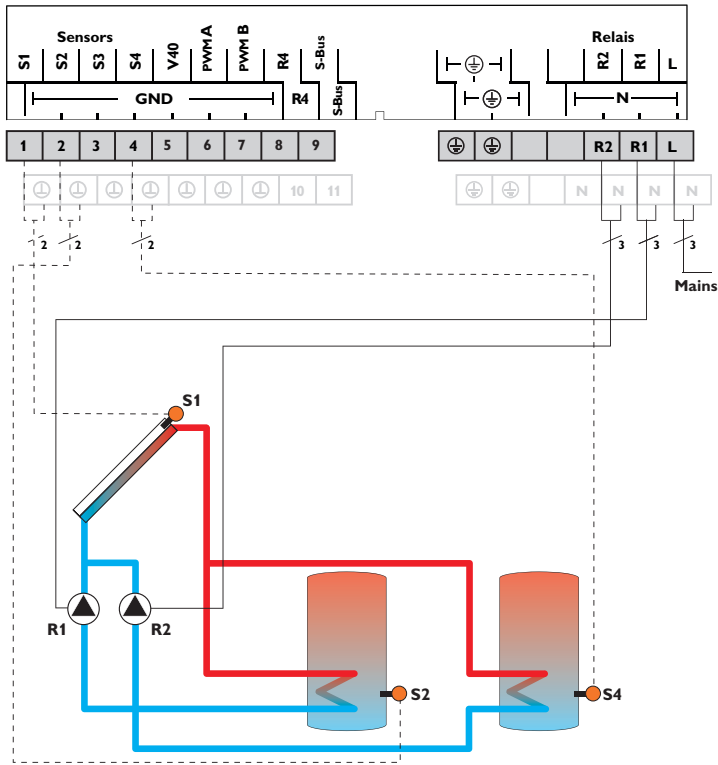 Sensors
Relais
S1 S2 S3 S4 V40 PWM A PWM B R4 S-Bus
R2 R1 L
GND R4 S-Bus
N
1 2 3 4 5 6 7 8 9
R2 R1 L
10 11
N N N N
2 2 2
3 3 3
Mains
S1
R1 R2
S2 S4